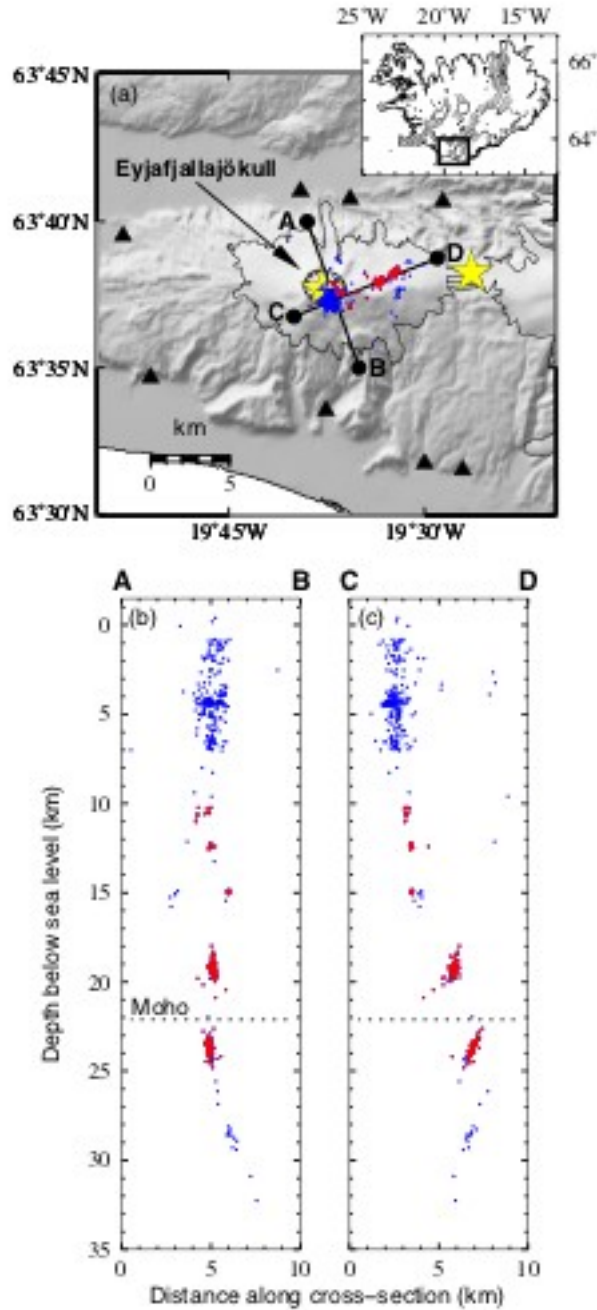 25°W 20°W 15°W
66°
64°
63°45'N
(a)
Eyjafjallajökull
A
63°40'N
D
C
63°35'N
B
km
0 5
63°30'N
19°45'W 19°30'W
A B C D
(b) (c)
0
5
10
15
20
Moho
25
30
35
Depth below sea level (km)
0 5 10 0 5 10
Distance along cross-section (km)